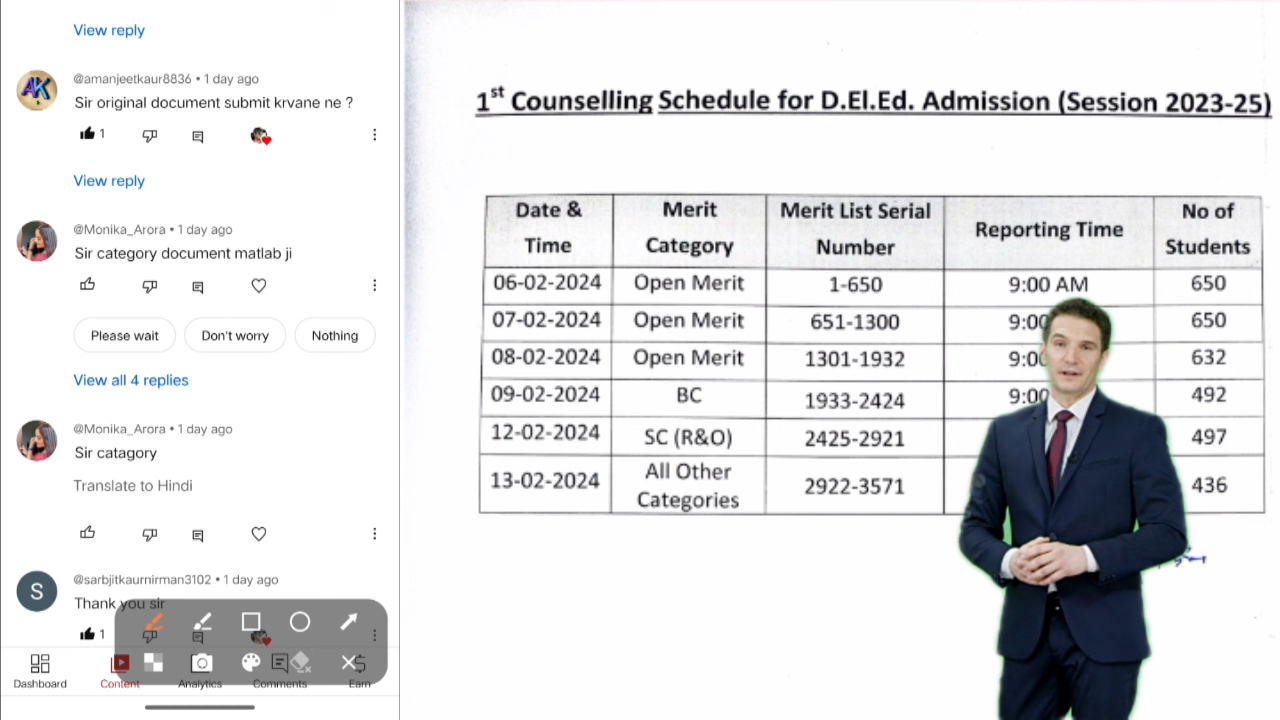 View reply
@amanjeetkaur8836 • 1 day ago
Sir original document submit krvane ne ?
1
View reply
@Monika_Arora • 1 day ago
Sir category document matlab ji
Please wait
Don't worry
Nothing
View all 4 replies
@Monika_Arora • 1 day ago
Sir catagory
Translate to Hindi
S
@sarbjitkaurnirman3102 • 1 day ago
Thank you sir
1
Dashboard
Content
Analytics
Comments
Earn
1st Counselling Schedule for D.El.Ed. Admission (Session 2023-25)
Date & Time Merit Category Merit List Serial Number Reporting Time No of Students
06-02-2024 Open Merit 1-650 9:00 AM 650
07-02-2024 Open Merit 651-1300 9:00 650
08-02-2024 Open Merit 1301-1932 9:00 632
09-02-2024 BC 1933-2424 9:00 492
12-02-2024 SC (R&O) 2425-2921 497
13-02-2024 All Other Categories 2922-3571 436